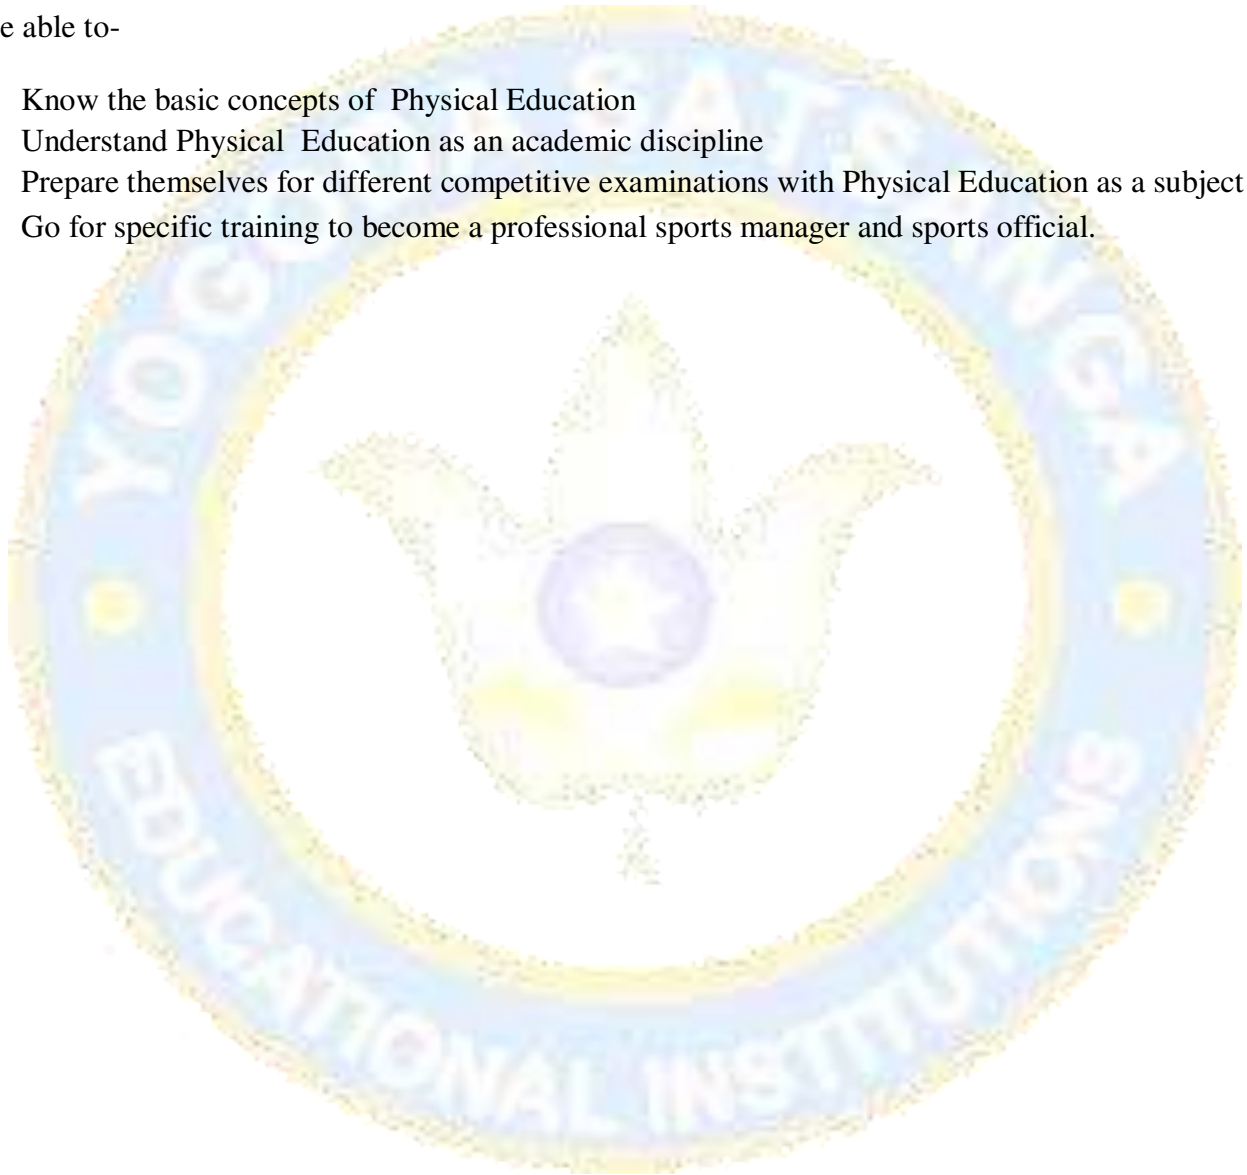 e able to-
Know the basic concepts of Physical Education
Understand Physical Education as an academic discipline
Prepare themselves for different competitive examinations with Physical Education as a subject
Go for specific training to become a professional sports manager and sports official.
YOGODA SATSANGA
EDUCATIONAL INSTITUTIONS